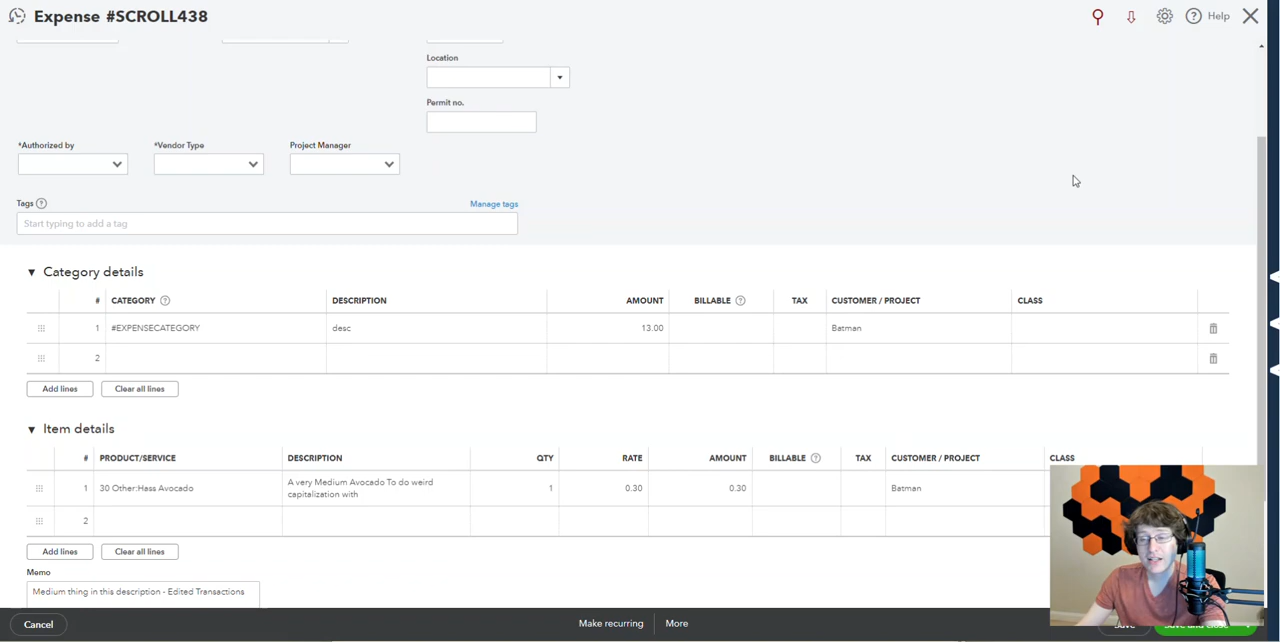 Expense #SCROLL438
Help
Location
Permit no.
*Authorized by *Vendor Type Project Manager
Tags ? Manage tags
Start typing to add a tag
Category details
# CATEGORY ? DESCRIPTION AMOUNT BILLABLE ? TAX CUSTOMER / PROJECT CLASS
1 #EXPENSECATEGORY desc 13.00 Batman
2
Add lines Clear all lines
Item details
# PRODUCT/SERVICE DESCRIPTION QTY RATE AMOUNT BILLABLE ? TAX CUSTOMER / PROJECT CLASS
1 30 Other:Hass Avocado A very Medium Avocado To do weird 1 0.30 0.30 Batman
capitalization with
2
Add lines Clear all lines
Memo
Medium thing in this description - Edited Transactions
Cancel Make recurring More Save Save and close